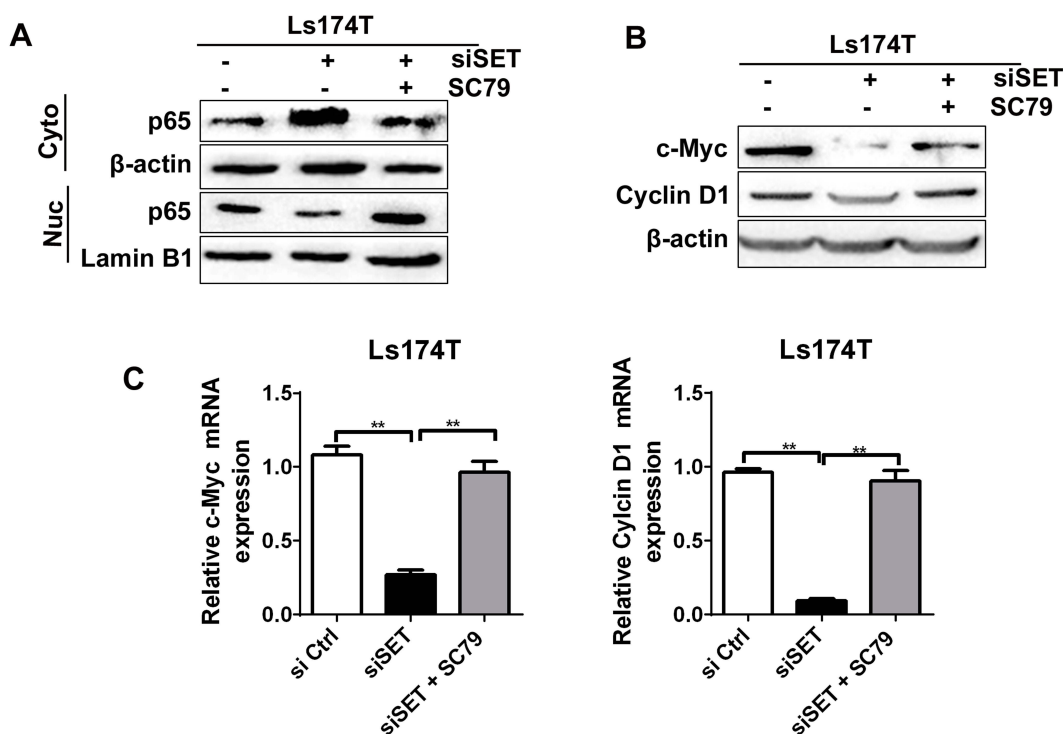 A
Ls174T
- + + siSET
- - + SC79
Cyto
p65
β-actin
Nuc
p65
Lamin B1
B
Ls174T
- + + siSET
- - + SC79
c-Myc
Cyclin D1
β-actin
C
Ls174T
Relative c-Myc mRNA
expression
1.5
1.0
0.5
0.0
** **
si Ctrl
siSET
siSET + SC79
Ls174T
Relative Cylcin D1 mRNA
expression
1.5
1.0
0.5
0.0
** **
si Ctrl
siSET
siSET + SC79